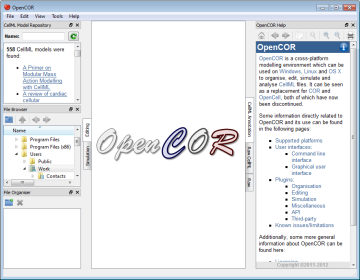 OpenCOR
File View Tools Help
CellML Model Repository
Name:
558 CellML models were
found:
A Primer on
Modular Mass
Action Modelling
with CellML
A review of cardiac
cellular
File Browser
Name
Program Files
Program Files (x86)
Users
Public
Work
Contacts
File Organiser
Editing
Simulation
OpenCOR
CellML Annotation
Raw CellML
Raw
OpenCOR Help
OpenCOR
OpenCOR is a cross-platform
modelling environment which can be
used on Windows, Linux and OS X
to organise, edit, simulate and
analyse CellML files. It can be seen
as a replacement for COR and
OpenCell, both of which have now
been discontinued.
Some information directly related to
OpenCOR and its use can be found
in the following pages:
Supported platforms
User interfaces:
Command line
interface
Graphical user
interface
Plugins:
Organisation
Editing
Simulation
Miscellaneous
API
Third-party
Known issues/limitations
Additionally, some more general
information about OpenCOR can be
found here:
Copyright ©2011-2012